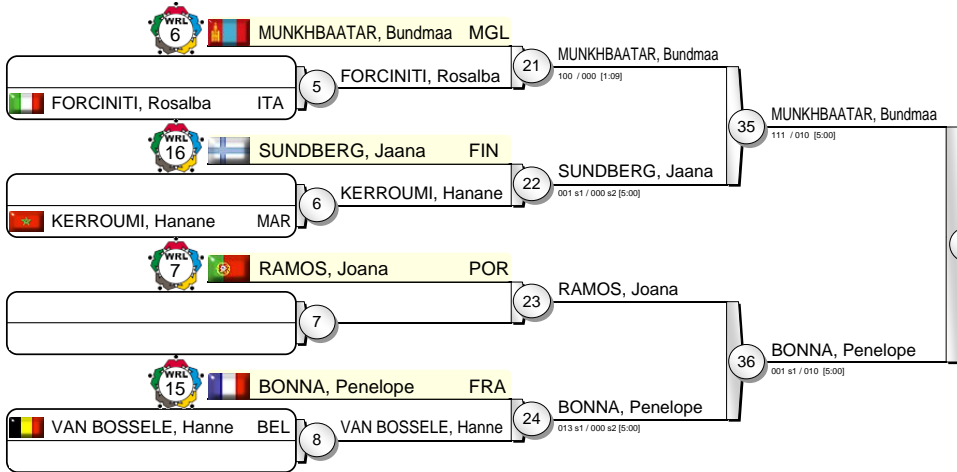 WRL
6
MUNKHBAATAR, Bundmaa MGL
21
MUNKHBAATAR, Bundmaa
100 / 000 [1:09]
5
FORCINITI, Rosalba
FORCINITI, Rosalba ITA
35
MUNKHBAATAR, Bundmaa
111 / 010 [5:00]
WRL
16
SUNDBERG, Jaana FIN
22
SUNDBERG, Jaana
001 s1 / 000 s2 [5:00]
6
KERROUMI, Hanane
KERROUMI, Hanane MAR
WRL
7
RAMOS, Joana POR
23
RAMOS, Joana
7
36
BONNA, Penelope
001 s1 / 010 [5:00]
WRL
15
BONNA, Penelope FRA
24
BONNA, Penelope
013 s1 / 000 s2 [5:00]
VAN BOSSELE, Hanne BEL
8
VAN BOSSELE, Hanne